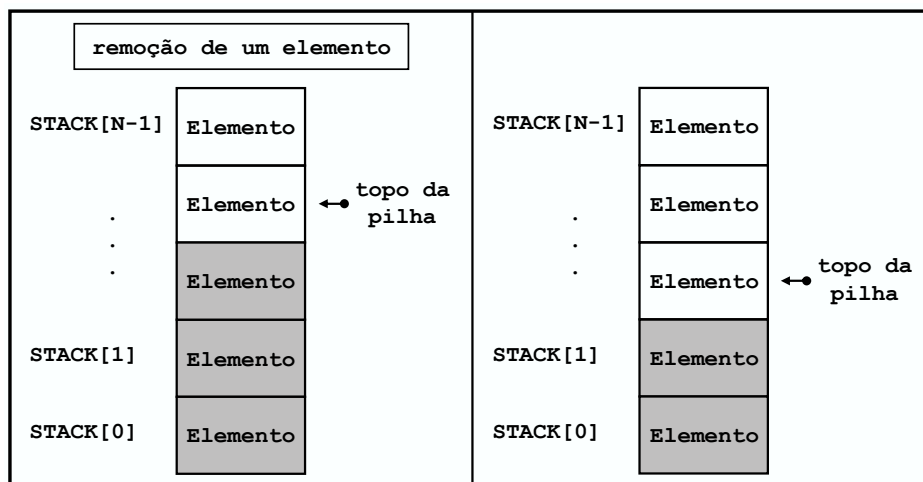 remoção de um elemento
STACK[N-1]
Elemento
Elemento
topo da
pilha
.
.
.
Elemento
STACK[1]
Elemento
STACK[0]
Elemento
STACK[N-1]
Elemento
Elemento
.
.
.
Elemento
topo da
pilha
STACK[1]
Elemento
STACK[0]
Elemento